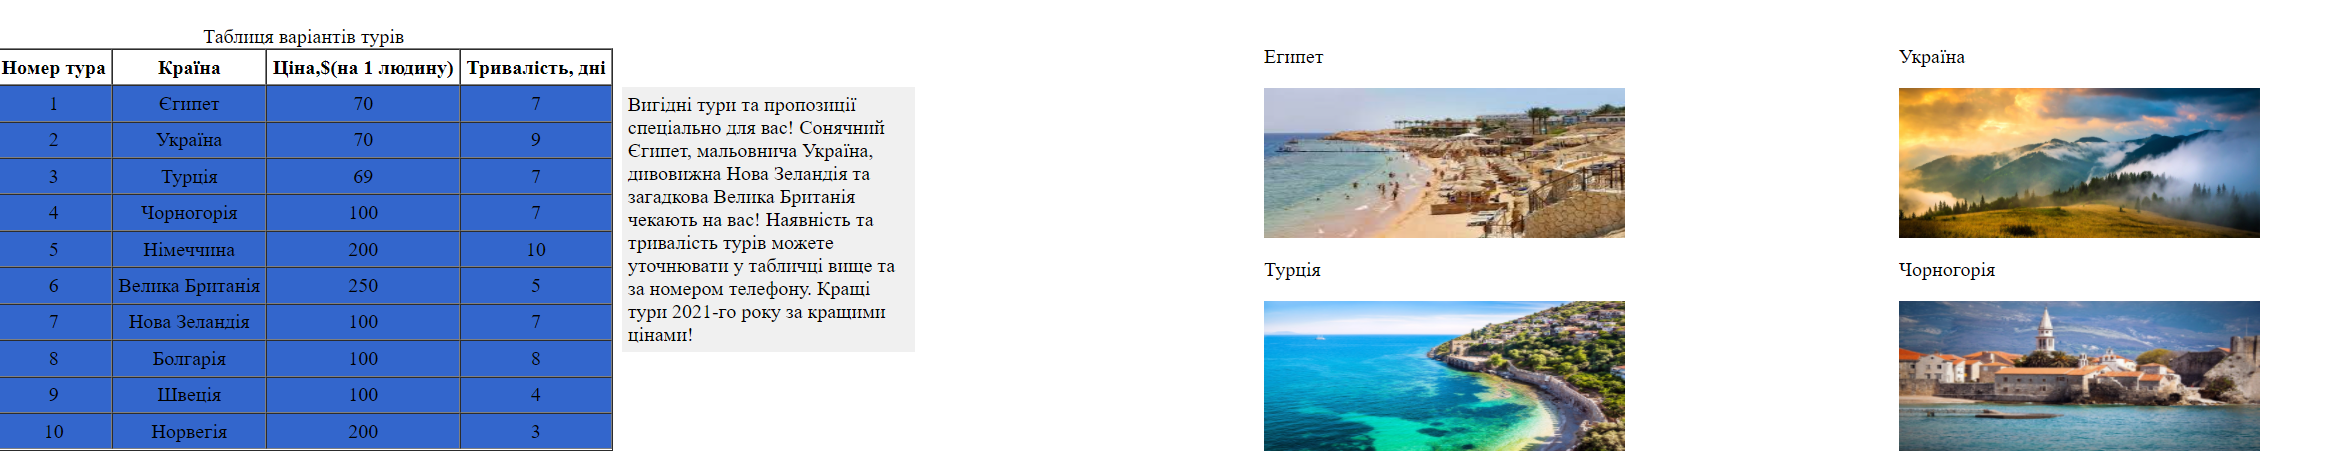 Таблиця варіантів турів
Номер тура Країна Ціна,$(на 1 людину) Тривалість, дні
1 Єгипет 70 7
2 Україна 70 9
3 Турція 69 7
4 Чорногорія 100 7
5 Німеччина 200 10
6 Велика Британія 250 5
7 Нова Зеландія 100 7
8 Болгарія 100 8
9 Швеція 100 4
10 Норвегія 200 3
Вигідні тури та пропозиції
спеціально для вас! Сонячний
Єгипет, мальовнича Україна,
дивовижна Нова Зеландія та
загадкова Велика Британія
чекають на вас! Наявність та
тривалість турів можете
уточнювати у табличці вище та
за номером телефону. Кращі
тури 2021-го року за кращими
цінами!
Египет
Україна
Турція
Чорногорія